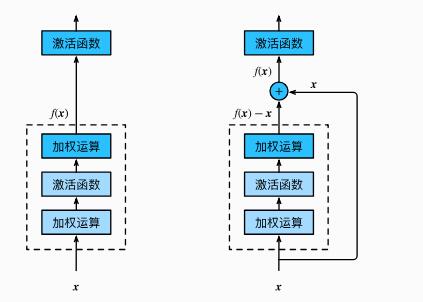 激活函数
f(x)
加权运算
激活函数
加权运算
x
激活函数
f(x)
+
x
f(x) − x
加权运算
激活函数
加权运算
x